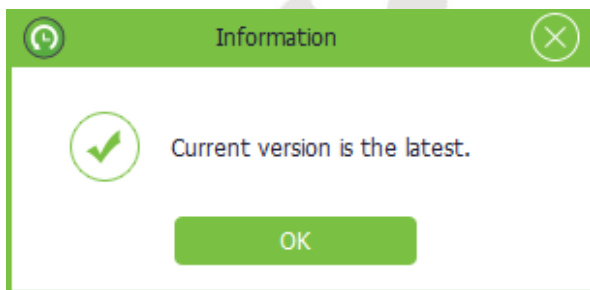 Information
Current version is the latest.
OK